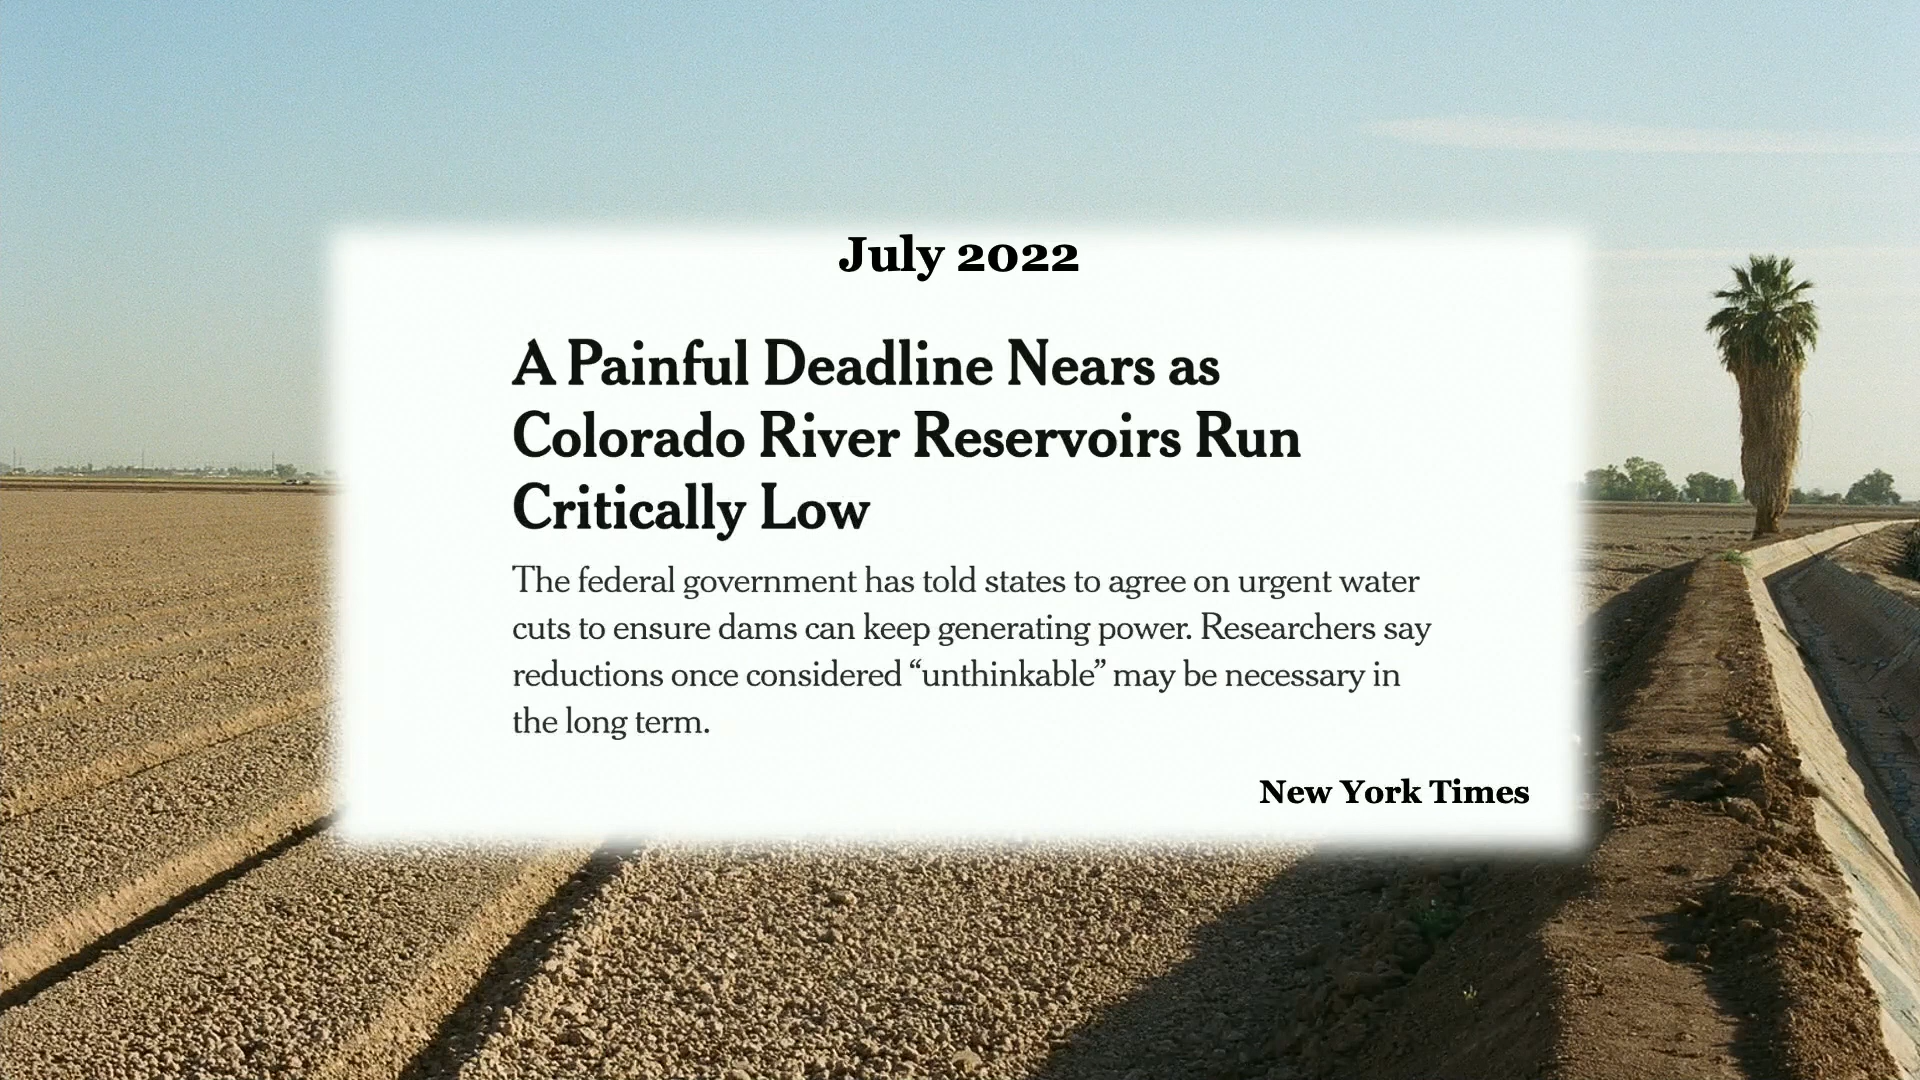 July 2022
A Painful Deadline Nears as
Colorado River Reservoirs Run
Critically Low
The federal government has told states to agree on urgent water
cuts to ensure dams can keep generating power. Researchers say
reductions once considered “unthinkable” may be necessary in
the long term.
New York Times